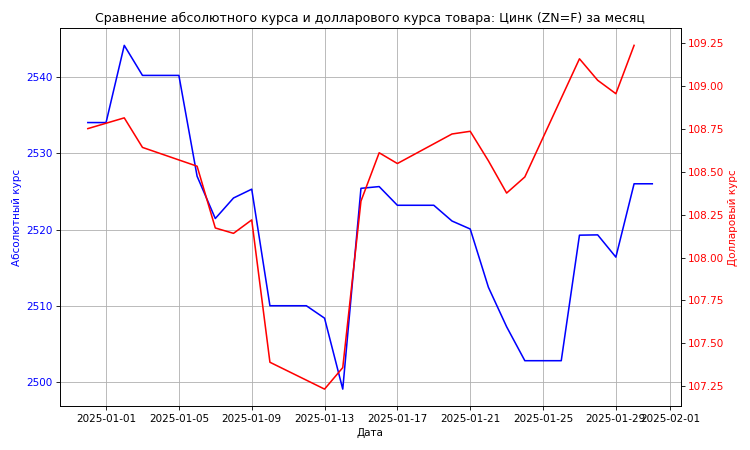 Сравнение абсолютного курса и долларового курса товара: Цинк (ZN=F) за месяц
Абсолютный курс
2540
2530
2520
2510
2500
109.25
109.00
108.75
108.50
108.25
108.00
107.75
107.50
107.25
Долларовый курс
2025-01-01 2025-01-05 2025-01-09 2025-01-13 2025-01-17 2025-01-21 2025-01-25 2025-01-29 2025-02-01
Дата